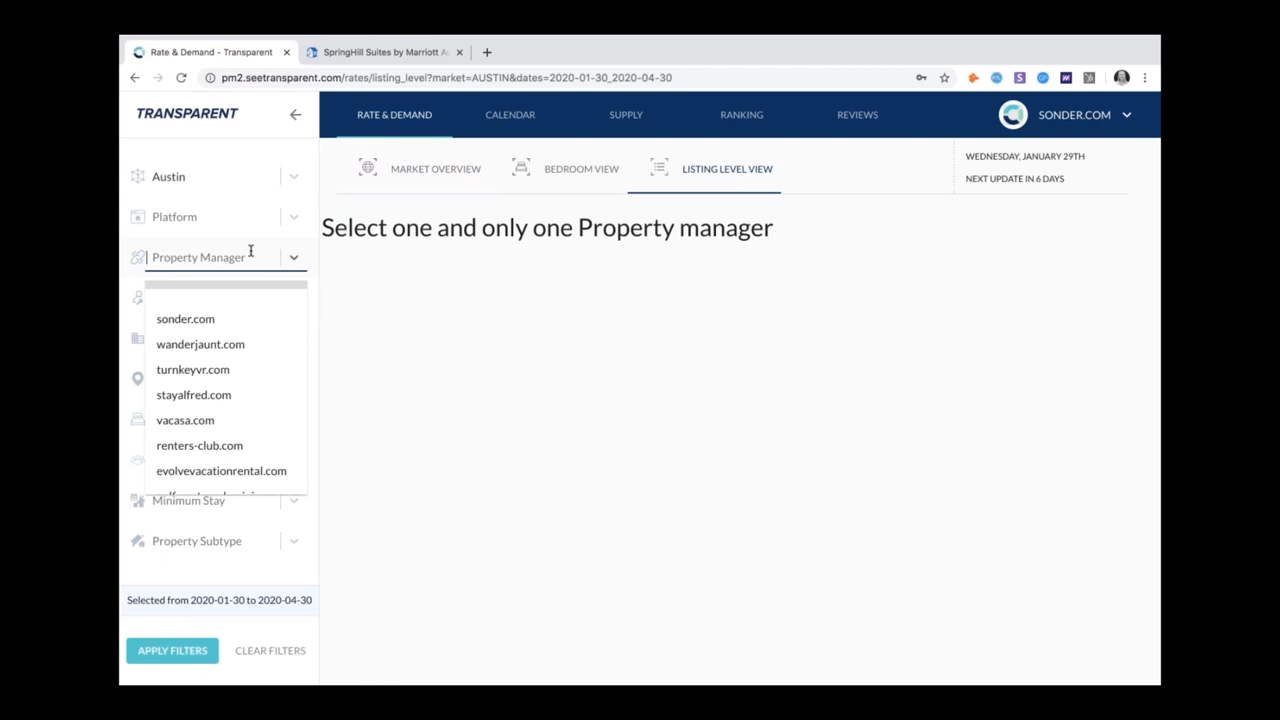 Rate & Demand - Transparent
SpringHill Suites by Marriott
pm2.seetransparent.com/rates/listing_level?market=AUSTIN&dates=2020-01-30_2020-04-30
TRANSPARENT
RATE & DEMAND
CALENDAR
SUPPLY
RANKING
REVIEWS
SONDER.COM
MARKET OVERVIEW
BEDROOM VIEW
LISTING LEVEL VIEW
WEDNESDAY, JANUARY 29TH
NEXT UPDATE IN 6 DAYS
Select one and only one Property manager
Austin
Platform
Property Manager
sonder.com
wanderjaunt.com
turnkeyvr.com
stayalfred.com
vacasa.com
renters-club.com
evolvevacationrental.com
Minimum Stay
Property Subtype
Selected from 2020-01-30 to 2020-04-30
APPLY FILTERS
CLEAR FILTERS